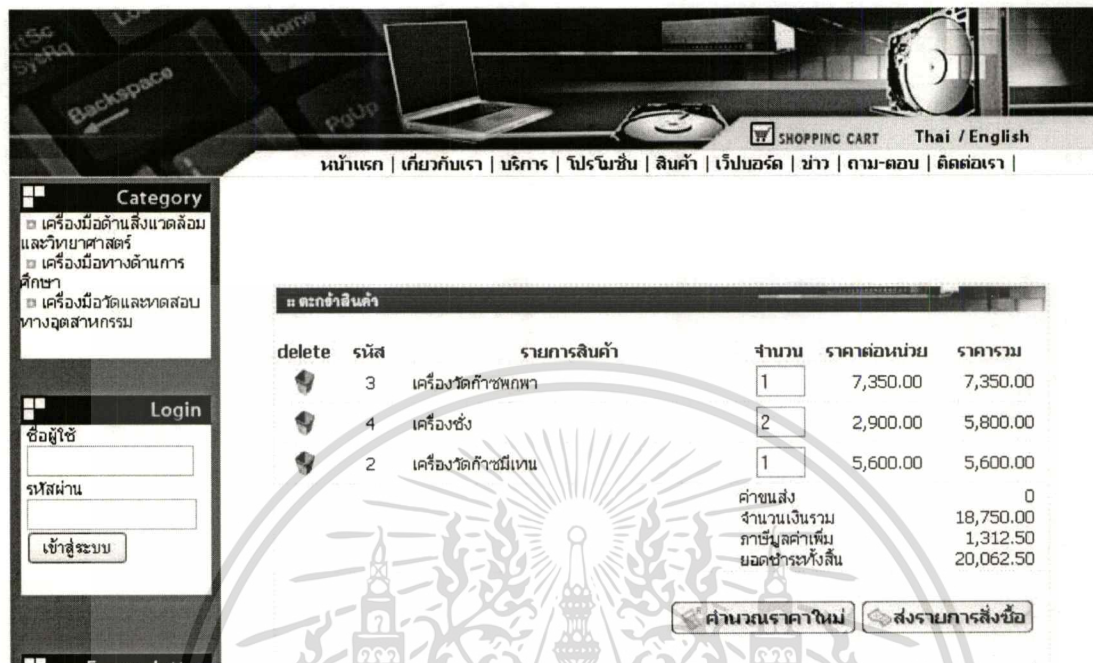 rtSc
SysRq
Backspace
Home
PgUp
SHOPPING CART Thai / English
หน้าแรก | เกี่ยวกับเรา | บริการ | โปรโมชั่น | สินค้า | เว็บบอร์ด | ข่าว | ถาม-ตอบ | ติดต่อเรา |
Category
เครื่องมือด้านสิ่งแวดล้อม
และวิทยาศาสตร์
เครื่องมือทางด้านการ
ศึกษา
เครื่องมือวัดและทดสอบ
ทางอุตสาหกรรม
Login
ชื่อผู้ใช้
รหัสผ่าน
เข้าสู่ระบบ
:: ตะกร้าสินค้า
delete รหัส รายการสินค้า จำนวน ราคาต่อหน่วย ราคารวม
3 เครื่องวัดก๊าซพกพา 1 7,350.00 7,350.00
4 เครื่องชั่ง 2 2,900.00 5,800.00
2 เครื่องวัดก๊าซมีเทน 1 5,600.00 5,600.00
ค่าขนส่ง 0
จำนวนเงินรวม 18,750.00
ภาษีมูลค่าเพิ่ม 1,312.50
ยอดชำระทั้งสิ้น 20,062.50
คำนวณราคาใหม่ ส่งรายการสั่งซื้อ